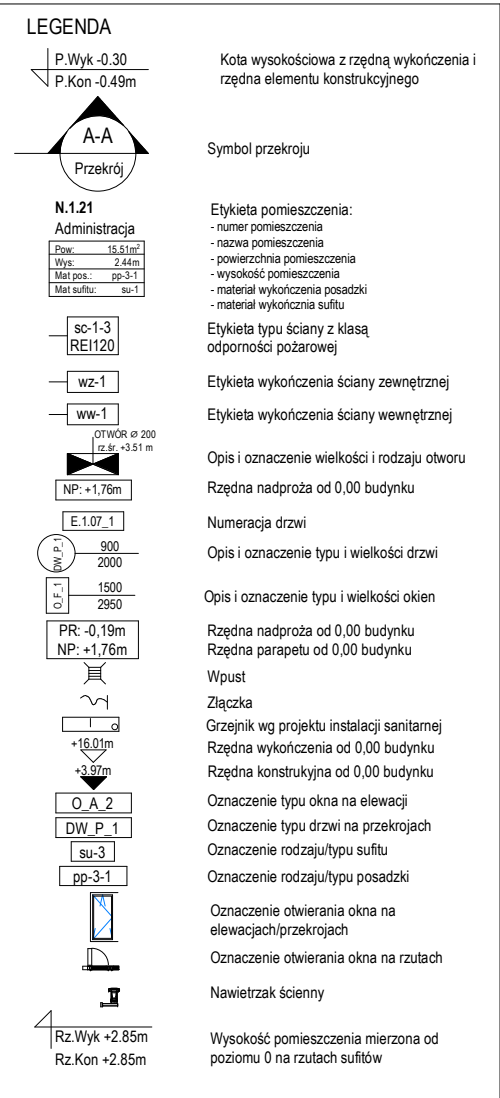 LEGENDA
P.Wyk -0.30
P.Kon -0.49m
Kota wysokościowa z rzędną wykończenia i
rzędna elementu konstrukcyjnego
A-A
Przekrój
Symbol przekroju
N.1.21
Administracja
Pow: 15.51m²
Wys: 2.44m
Mat pos.: pp-3-1
Mat sufitu: su-1
Etykieta pomieszczenia:
- numer pomieszczenia
- nazwa pomieszczenia
- powierzchnia pomieszczenia
- wysokość pomieszczenia
- materiał wykończenia posadzki
- materiał wykończnia sufitu
sc-1-3
REI120
Etykieta typu ściany z klasą
odporności pożarowej
wz-1
Etykieta wykończenia ściany zewnętrznej
ww-1
Etykieta wykończenia ściany wewnętrznej
OTWÓR ⌀ 200
rz.śr. +3.51 m
Opis i oznaczenie wielkości i rodzaju otworu
NP: +1,76m
Rzędna nadproża od 0,00 budynku
E.1.07_1
Numeracja drzwi
DW_P_1
900
2000
Opis i oznaczenie typu i wielkości drzwi
O_F_1
1500
2950
Opis i oznaczenie typu i wielkości okien
PR: -0,19m
NP: +1,76m
Rzędna nadproża od 0,00 budynku
Rzędna parapetu od 0,00 budynku
Wpust
Złączka
Grzejnik wg projektu instalacji sanitarnej
+16.01m
Rzędna wykończenia od 0,00 budynku
+3.97m
Rzędna konstrukyjna od 0,00 budynku
O_A_2
Oznaczenie typu okna na elewacji
DW_P_1
Oznaczenie typu drzwi na przekrojach
su-3
Oznaczenie rodzaju/typu sufitu
pp-3-1
Oznaczenie rodzaju/typu posadzki
Oznaczenie otwierania okna na
elewacjach/przekrojach
Oznaczenie otwierania okna na rzutach
Nawietrzak ścienny
Rz.Wyk +2.85m
Rz.Kon +2.85m
Wysokość pomieszczenia mierzona od
poziomu 0 na rzutach sufitów